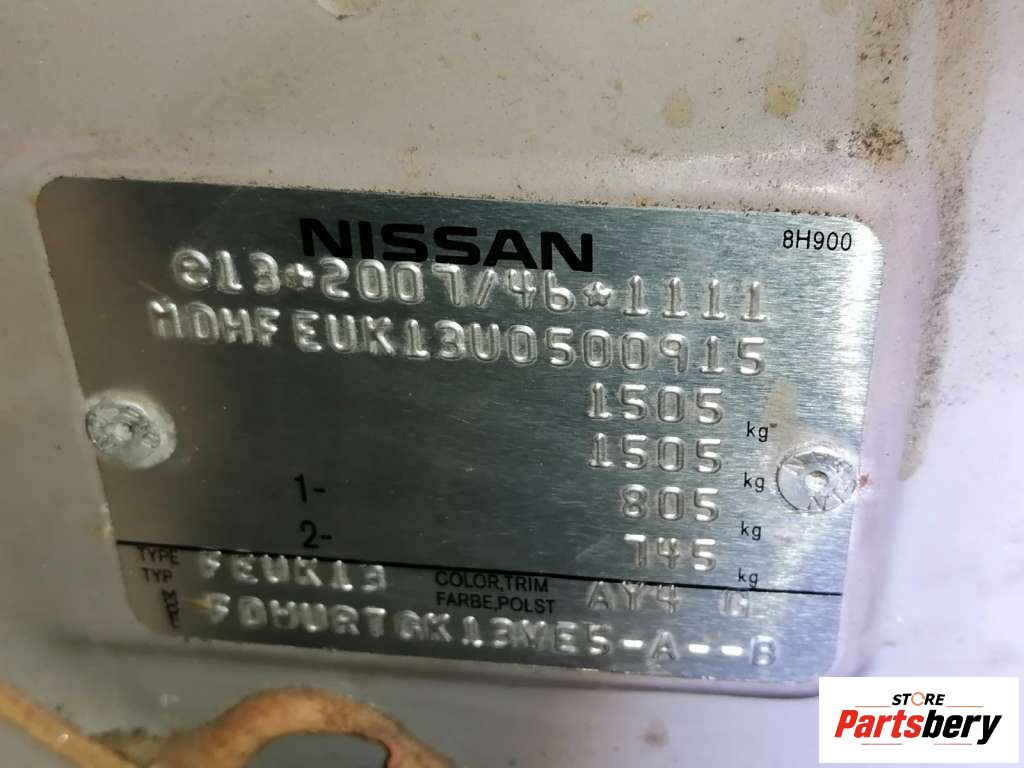 NISSAN
8H900
e13*2007/46*1111
MDHFEUK13U0500915
1505 kg
1505 kg
1- 805 kg
2- 745 kg
TYPE TYP FEUK13 COLOR,TRIM FARBE,POLST AY4 G
FDWURTGK13WE5-A--B
STORE
Partsbery